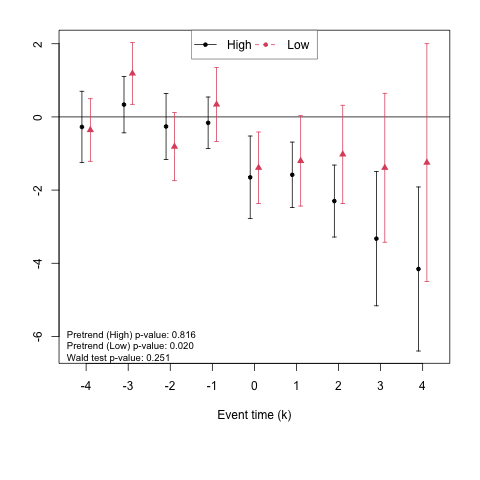 High Low
2
0
-2
-4
-6
Pretrend (High) p-value: 0.816
Pretrend (Low) p-value: 0.020
Wald test p-value: 0.251
-4 -3 -2 -1 0 1 2 3 4
Event time (k)